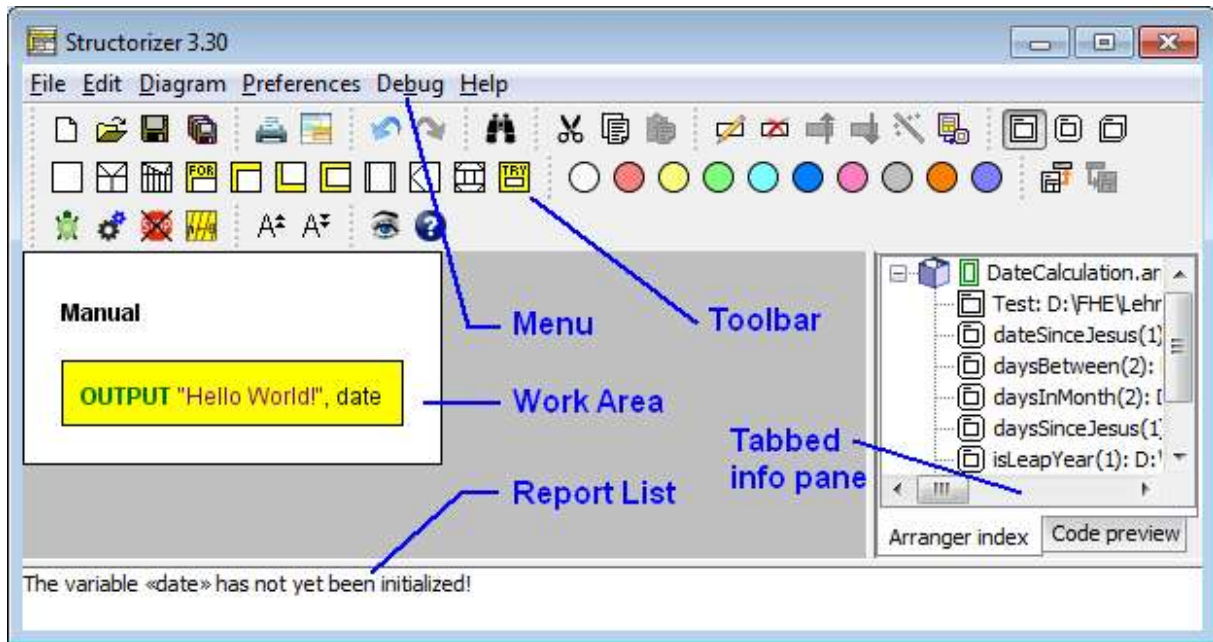 Structorizer 3.30
File Edit Diagram Preferences Debug Help
FOR
TRY
A A
Manual
OUTPUT "Hello World!", date
Menu
Toolbar
Work Area
Report List
Tabbed
info pane
DateCalculation.ar
Test: D:\FHE\Lehr
dateSinceJesus(1)
daysBetween(2):
daysInMonth(2):
daysSinceJesus(1)
isLeapYear(1): D:\
Arranger index Code preview
The variable «date» has not yet been initialized!